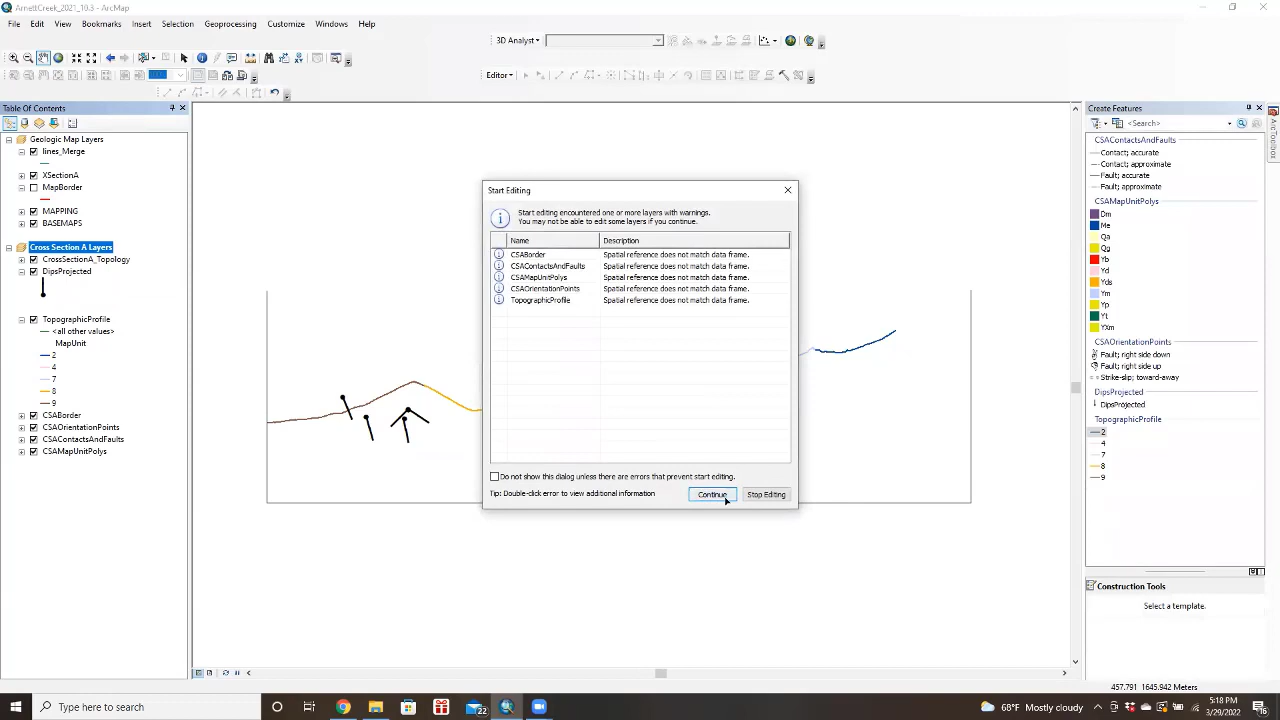 ArnettCreek_2021_10.3 - ArcMap
File Edit View Bookmarks Insert Selection Geoprocessing Customize Windows Help
3D Analyst
Editor
Table Of Contents
Geologic Map Layers
lines_Merge
XSectionA
MapBorder
MAPPING
BASEMAPS
Cross Section A Layers
CrossSectionA_Topology
DipsProjected
TopographicProfile
<all other values>
MapUnit
2
4
7
8
9
CSABorder
CSAOrientationPoints
CSAContactsAndFaults
CSAMapUnitPolys
Start Editing
Start editing encountered one or more layers with warnings.
You may not be able to edit some layers if you continue.
Name Description
CSABorder Spatial reference does not match data frame.
CSAContactsAndFaults Spatial reference does not match data frame.
CSAMapUnitPolys Spatial reference does not match data frame.
CSAOrientationPoints Spatial reference does not match data frame.
TopographicProfile Spatial reference does not match data frame.
Do not show this dialog unless there are errors that prevent start editing.
Tip: Double-click error to view additional information
Continue Stop Editing
Create Features
<Search>
CSAContactsAndFaults
Contact; accurate
Contact; approximate
Fault; accurate
Fault; approximate
CSAMapUnitPolys
Dm
Me
Qa
Qg
Yb
Yd
Yds
Ym
Yp
Yt
YXm
CSAOrientationPoints
Fault; right side down
Fault; right side up
Strike-slip; toward-away
DipsProjected
DipsProjected
TopographicProfile
2
4
7
8
9
Construction Tools
Select a template.
ArcToolbox
457.791 1645.942 Meters
Type here to search
22
68°F Mostly cloudy
5:18 PM
3/29/2022
16